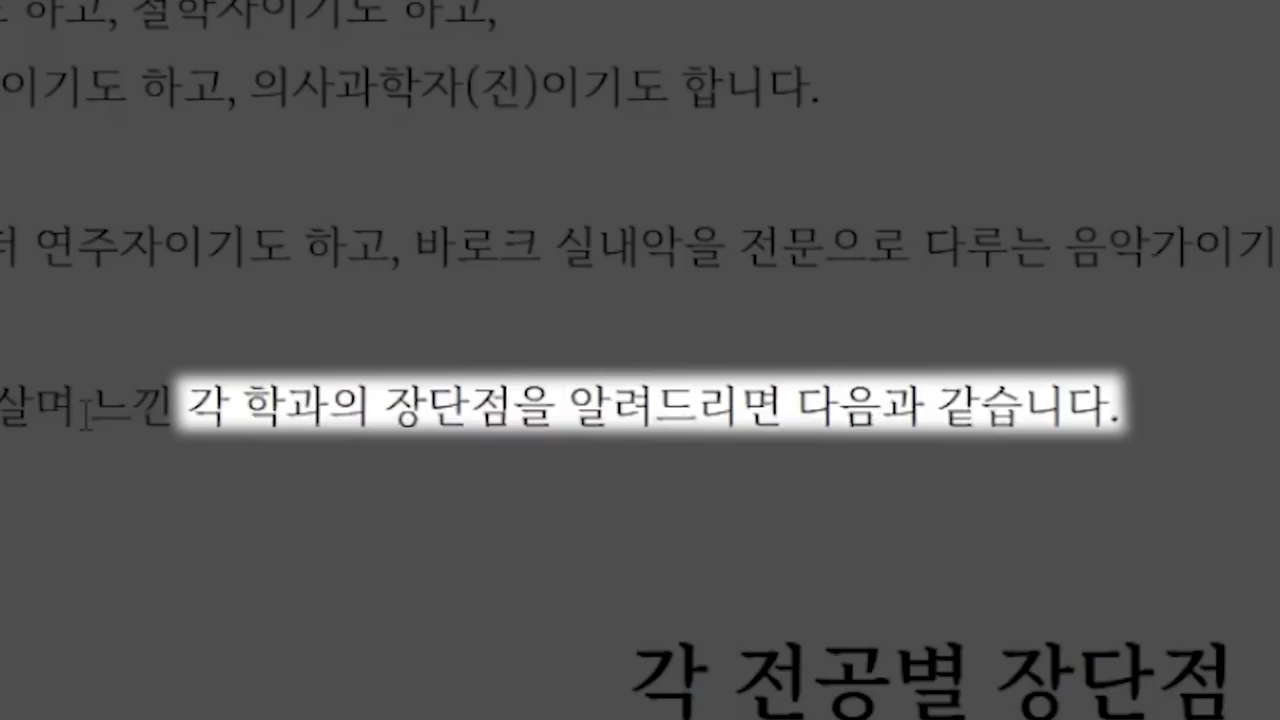 하고, 철학자이기도 하고,
이기도 하고, 의사과학자(진)이기도 합니다.
연주자이기도 하고, 바로크 실내악을 전문으로 다루는 음악가이기
살며 느낀 각 학과의 장단점을 알려드리면 다음과 같습니다.
각 전공별 장단점